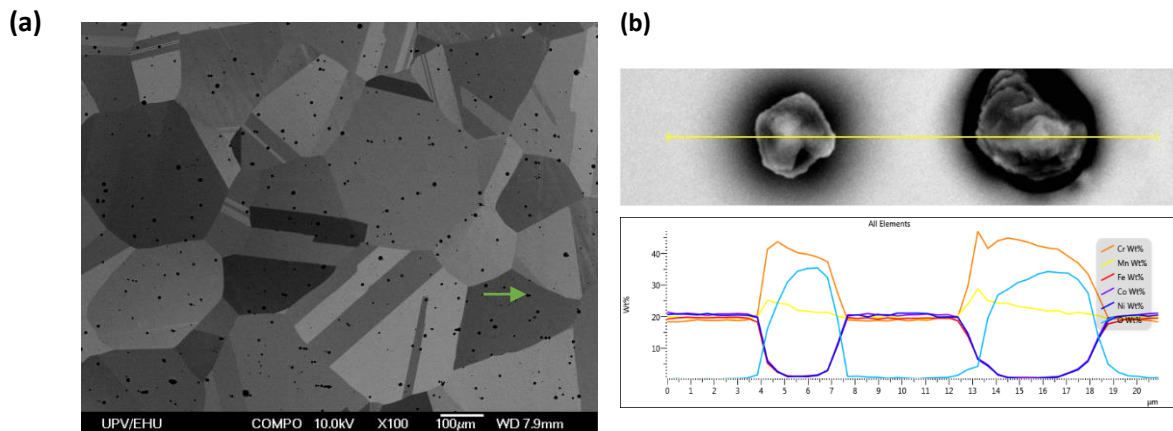 (a)
(b)
UPV/EHU COMPO 10.0kV X100 100µm WD 7.9mm
All Elements
Wt%
40
30
20
10
Cr Wt%
Mn Wt%
Fe Wt%
Co Wt%
Ni Wt%
O Wt%
0 1 2 3 4 5 6 7 8 9 10 11 12 13 14 15 16 17 18 19 20
µm